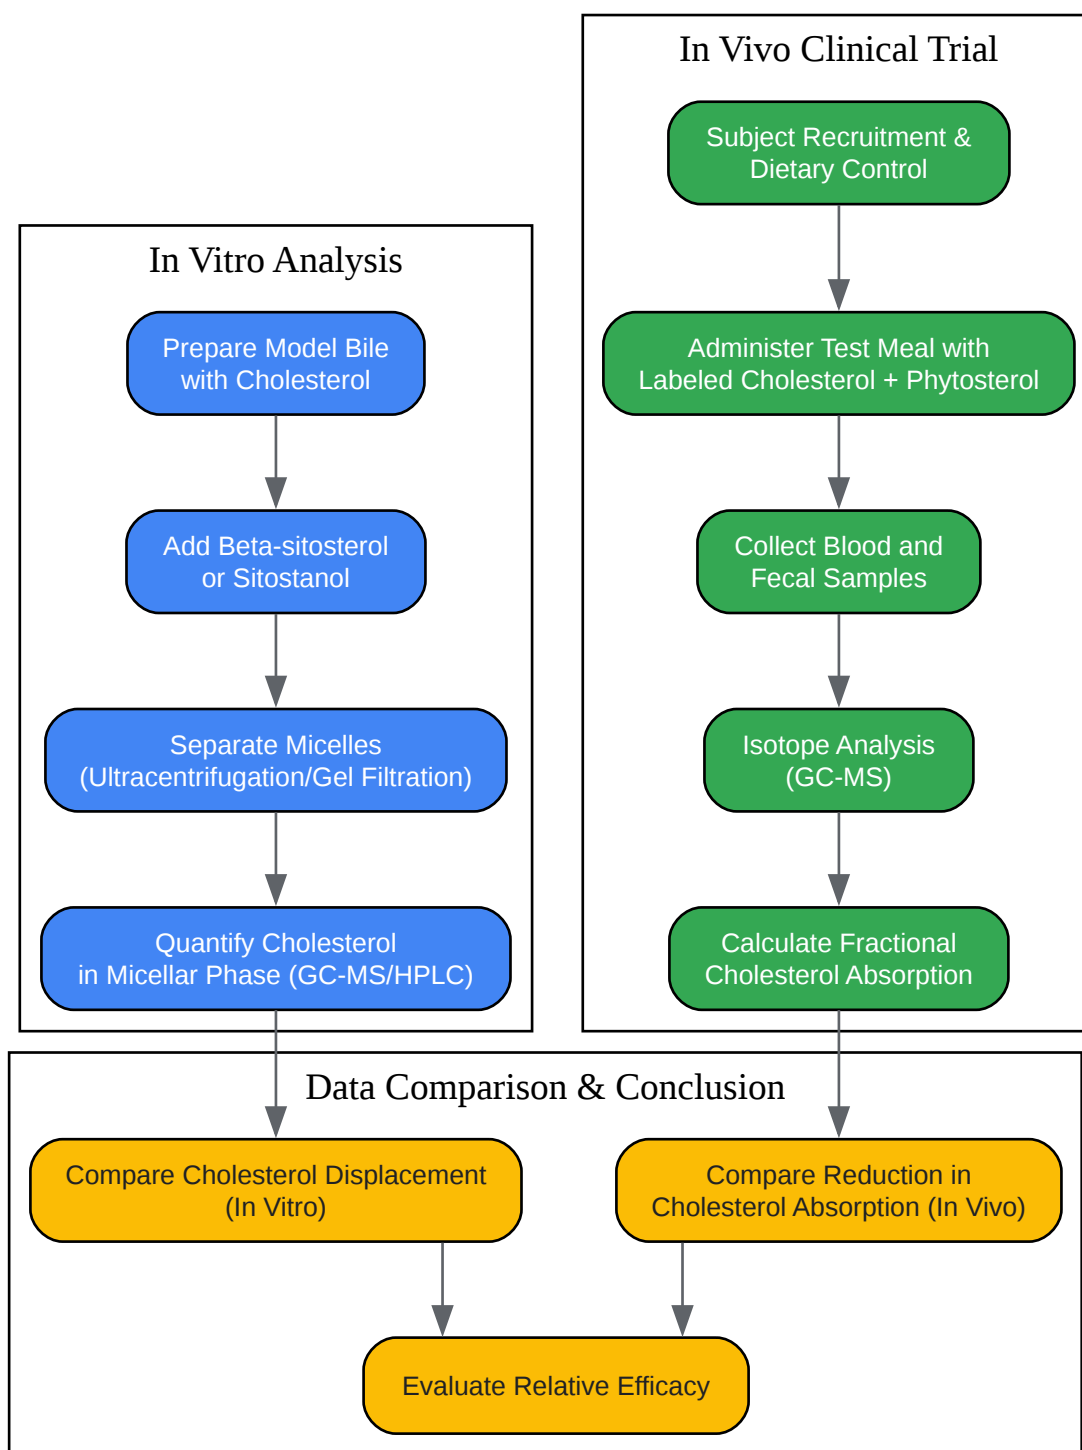 In Vitro Analysis
Prepare Model Bile
with Cholesterol
Add Beta-sitosterol
or Sitostanol
Separate Micelles
(Ultracentrifugation/Gel Filtration)
Quantify Cholesterol
in Micellar Phase (GC-MS/HPLC)
In Vivo Clinical Trial
Subject Recruitment &
Dietary Control
Administer Test Meal with
Labeled Cholesterol + Phytosterol
Collect Blood and
Fecal Samples
Isotope Analysis
(GC-MS)
Calculate Fractional
Cholesterol Absorption
Data Comparison & Conclusion
Compare Cholesterol Displacement
(In Vitro)
Compare Reduction in
Cholesterol Absorption (In Vivo)
Evaluate Relative Efficacy